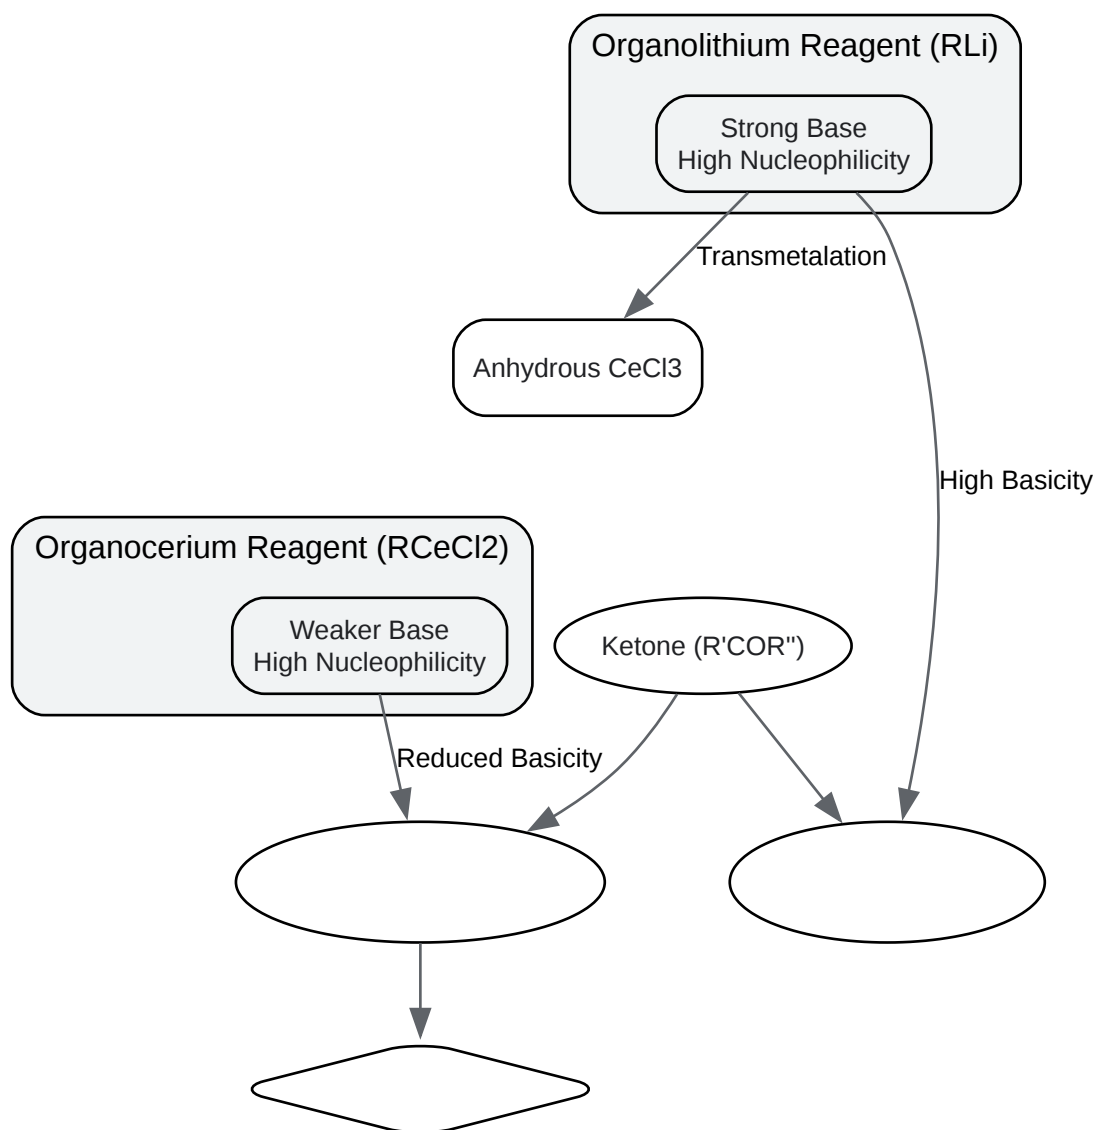 Organolithium Reagent (RLi)
Strong Base
High Nucleophilicity
Transmetalation
Anhydrous CeCl3
High Basicity
Organocerium Reagent (RCeCl2)
Weaker Base
High Nucleophilicity
Ketone (R'COR'')
Reduced Basicity